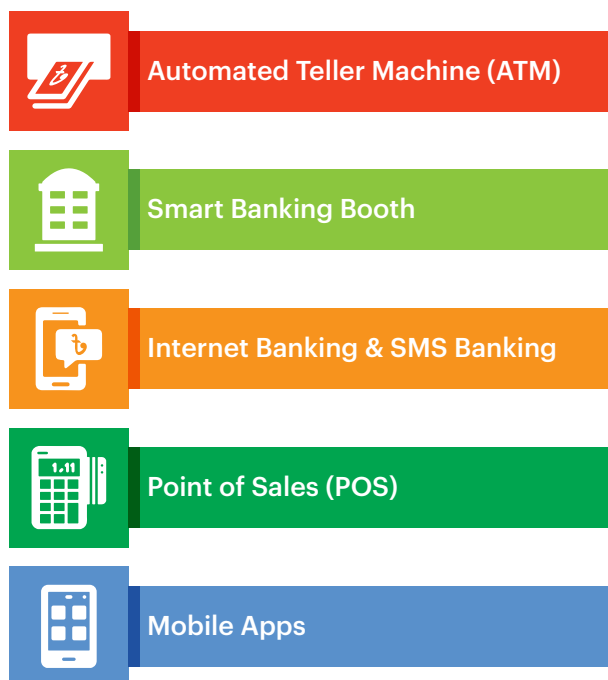 ৳
Automated Teller Machine (ATM)
Smart Banking Booth
৳
Internet Banking & SMS Banking
1.11
Point of Sales (POS)
Mobile Apps